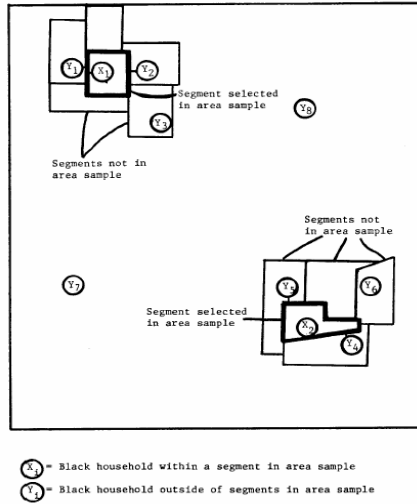 Y1
X1
Y2
Segment selected
in area sample
Y3
Y8
Segments not in
area sample
Segments not
in area sample
Y7
Y5
Y6
Segment selected
in area sample
X2
Y4
Xi = Black household within a segment in area sample
Yi = Black household outside of segments in area sample